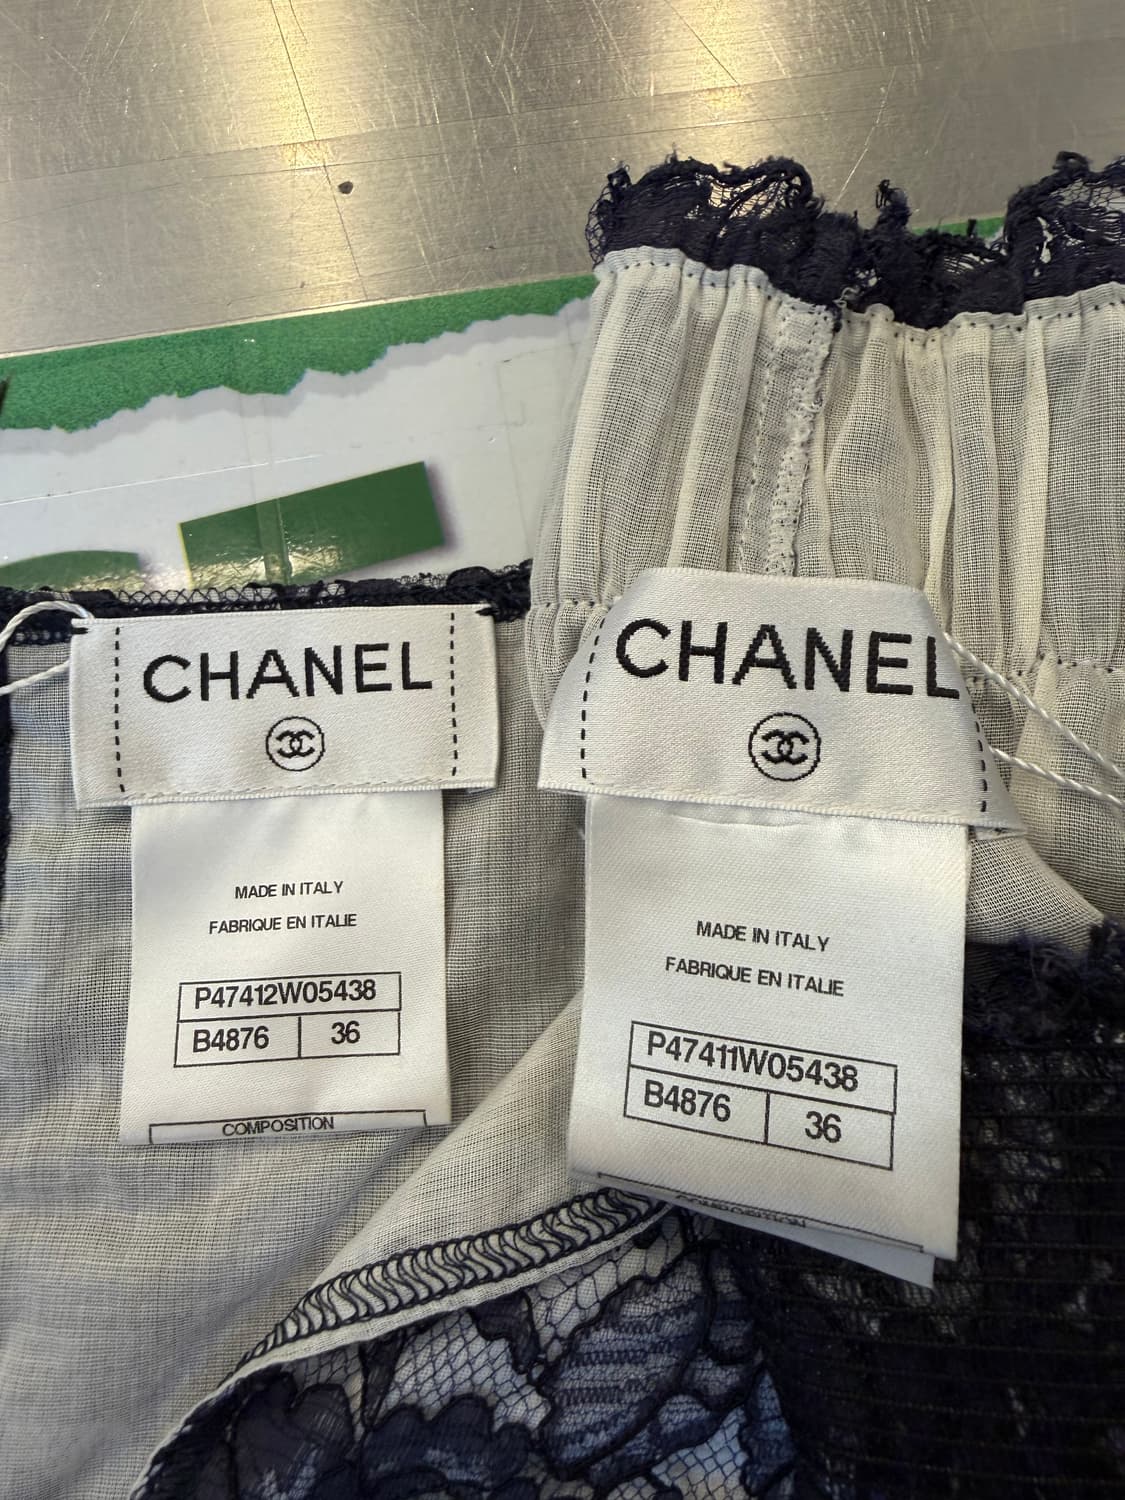 CHANEL
MADE IN ITALY
FABRIQUE EN ITALIE
P47412W05438
B4876 36
COMPOSITION
CHANEL
MADE IN ITALY
FABRIQUE EN ITALIE
P47411W05438
B4876 36
COMPOSITION